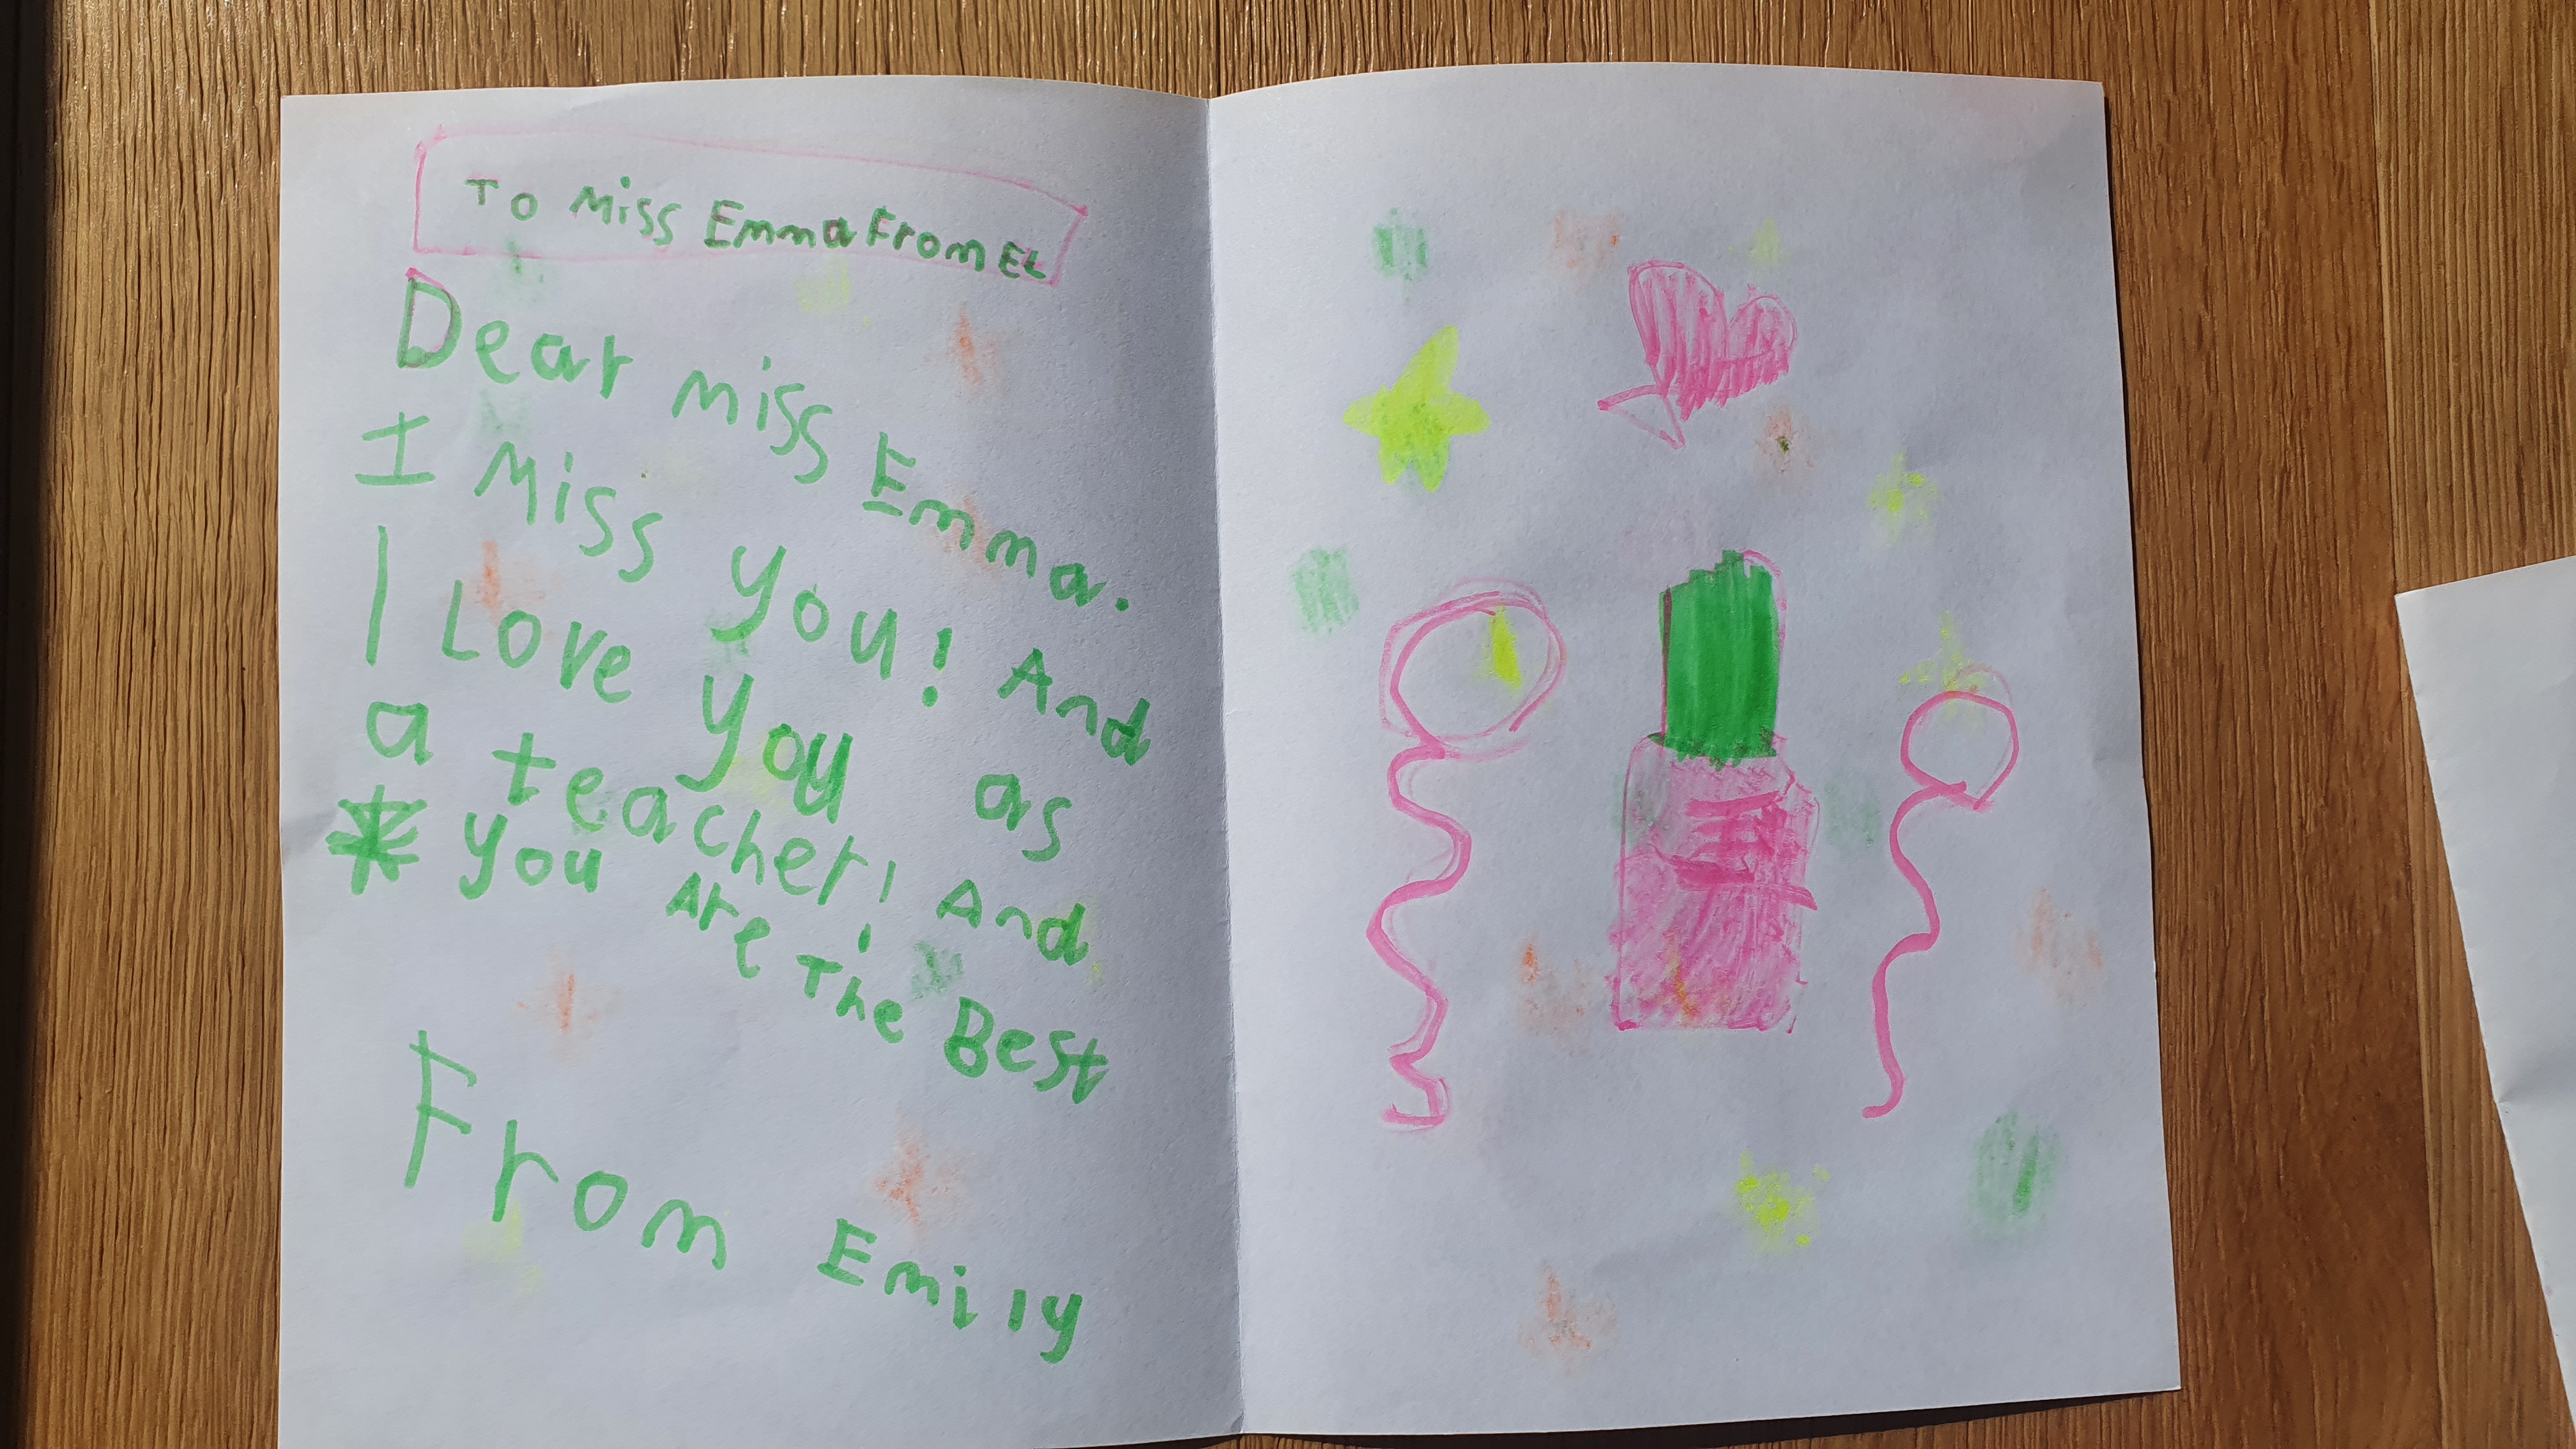 To Miss Emma From EL
Dear miss Emma.
I Miss you! And
I Love you as
a teacher! And
* you Are The Best
From Emily